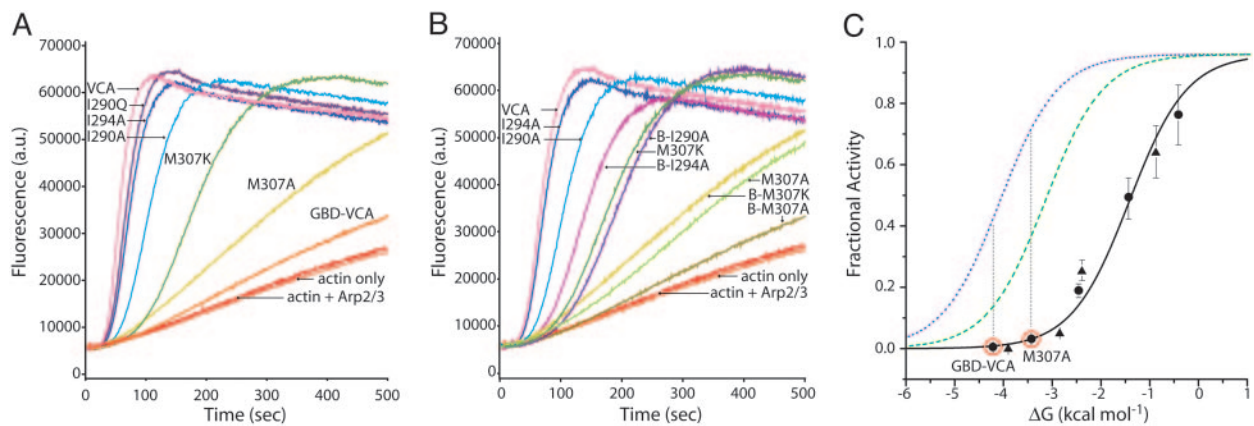 A
Fluorescence (a.u.)
70000
60000
50000
40000
30000
20000
10000
0
VCA
I290Q
I294A
I290A
M307K
M307A
GBD-VCA
actin only
actin + Arp2/3
0 100 200 300 400 500
Time (sec)
B
Fluorescence (a.u.)
70000
60000
50000
40000
30000
20000
10000
0
VCA
I294A
I290A
B-I290A
M307K
B-I294A
M307A
B-M307K
B-M307A
actin only
actin + Arp2/3
0 100 200 300 400 500
Time (sec)
C
Fractional Activity
1.0
0.8
0.6
0.4
0.2
0.0
GBD-VCA
M307A
-6 -5 -4 -3 -2 -1 0 1
ΔG (kcal mol⁻¹)